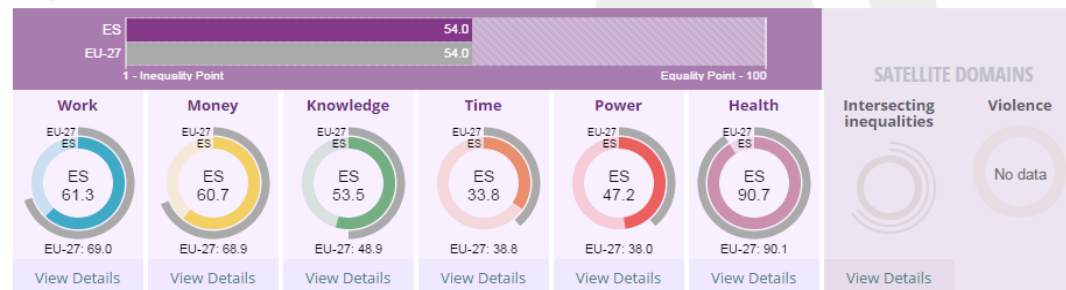 ES 54.0
EU-27 54.0
1 - Inequality Point Equality Point - 100
SATELLITE DOMAINS
Work Money Knowledge Time Power Health Intersecting inequalities Violence
EU-27 EU-27 EU-27 EU-27 EU-27 EU-27
ES ES ES ES ES ES
ES ES ES ES ES ES
61.3 60.7 53.5 33.8 47.2 90.7 No data
EU-27: 69.0 EU-27: 68.9 EU-27: 48.9 EU-27: 38.8 EU-27: 38.0 EU-27: 90.1
View Details View Details View Details View Details View Details View Details View Details